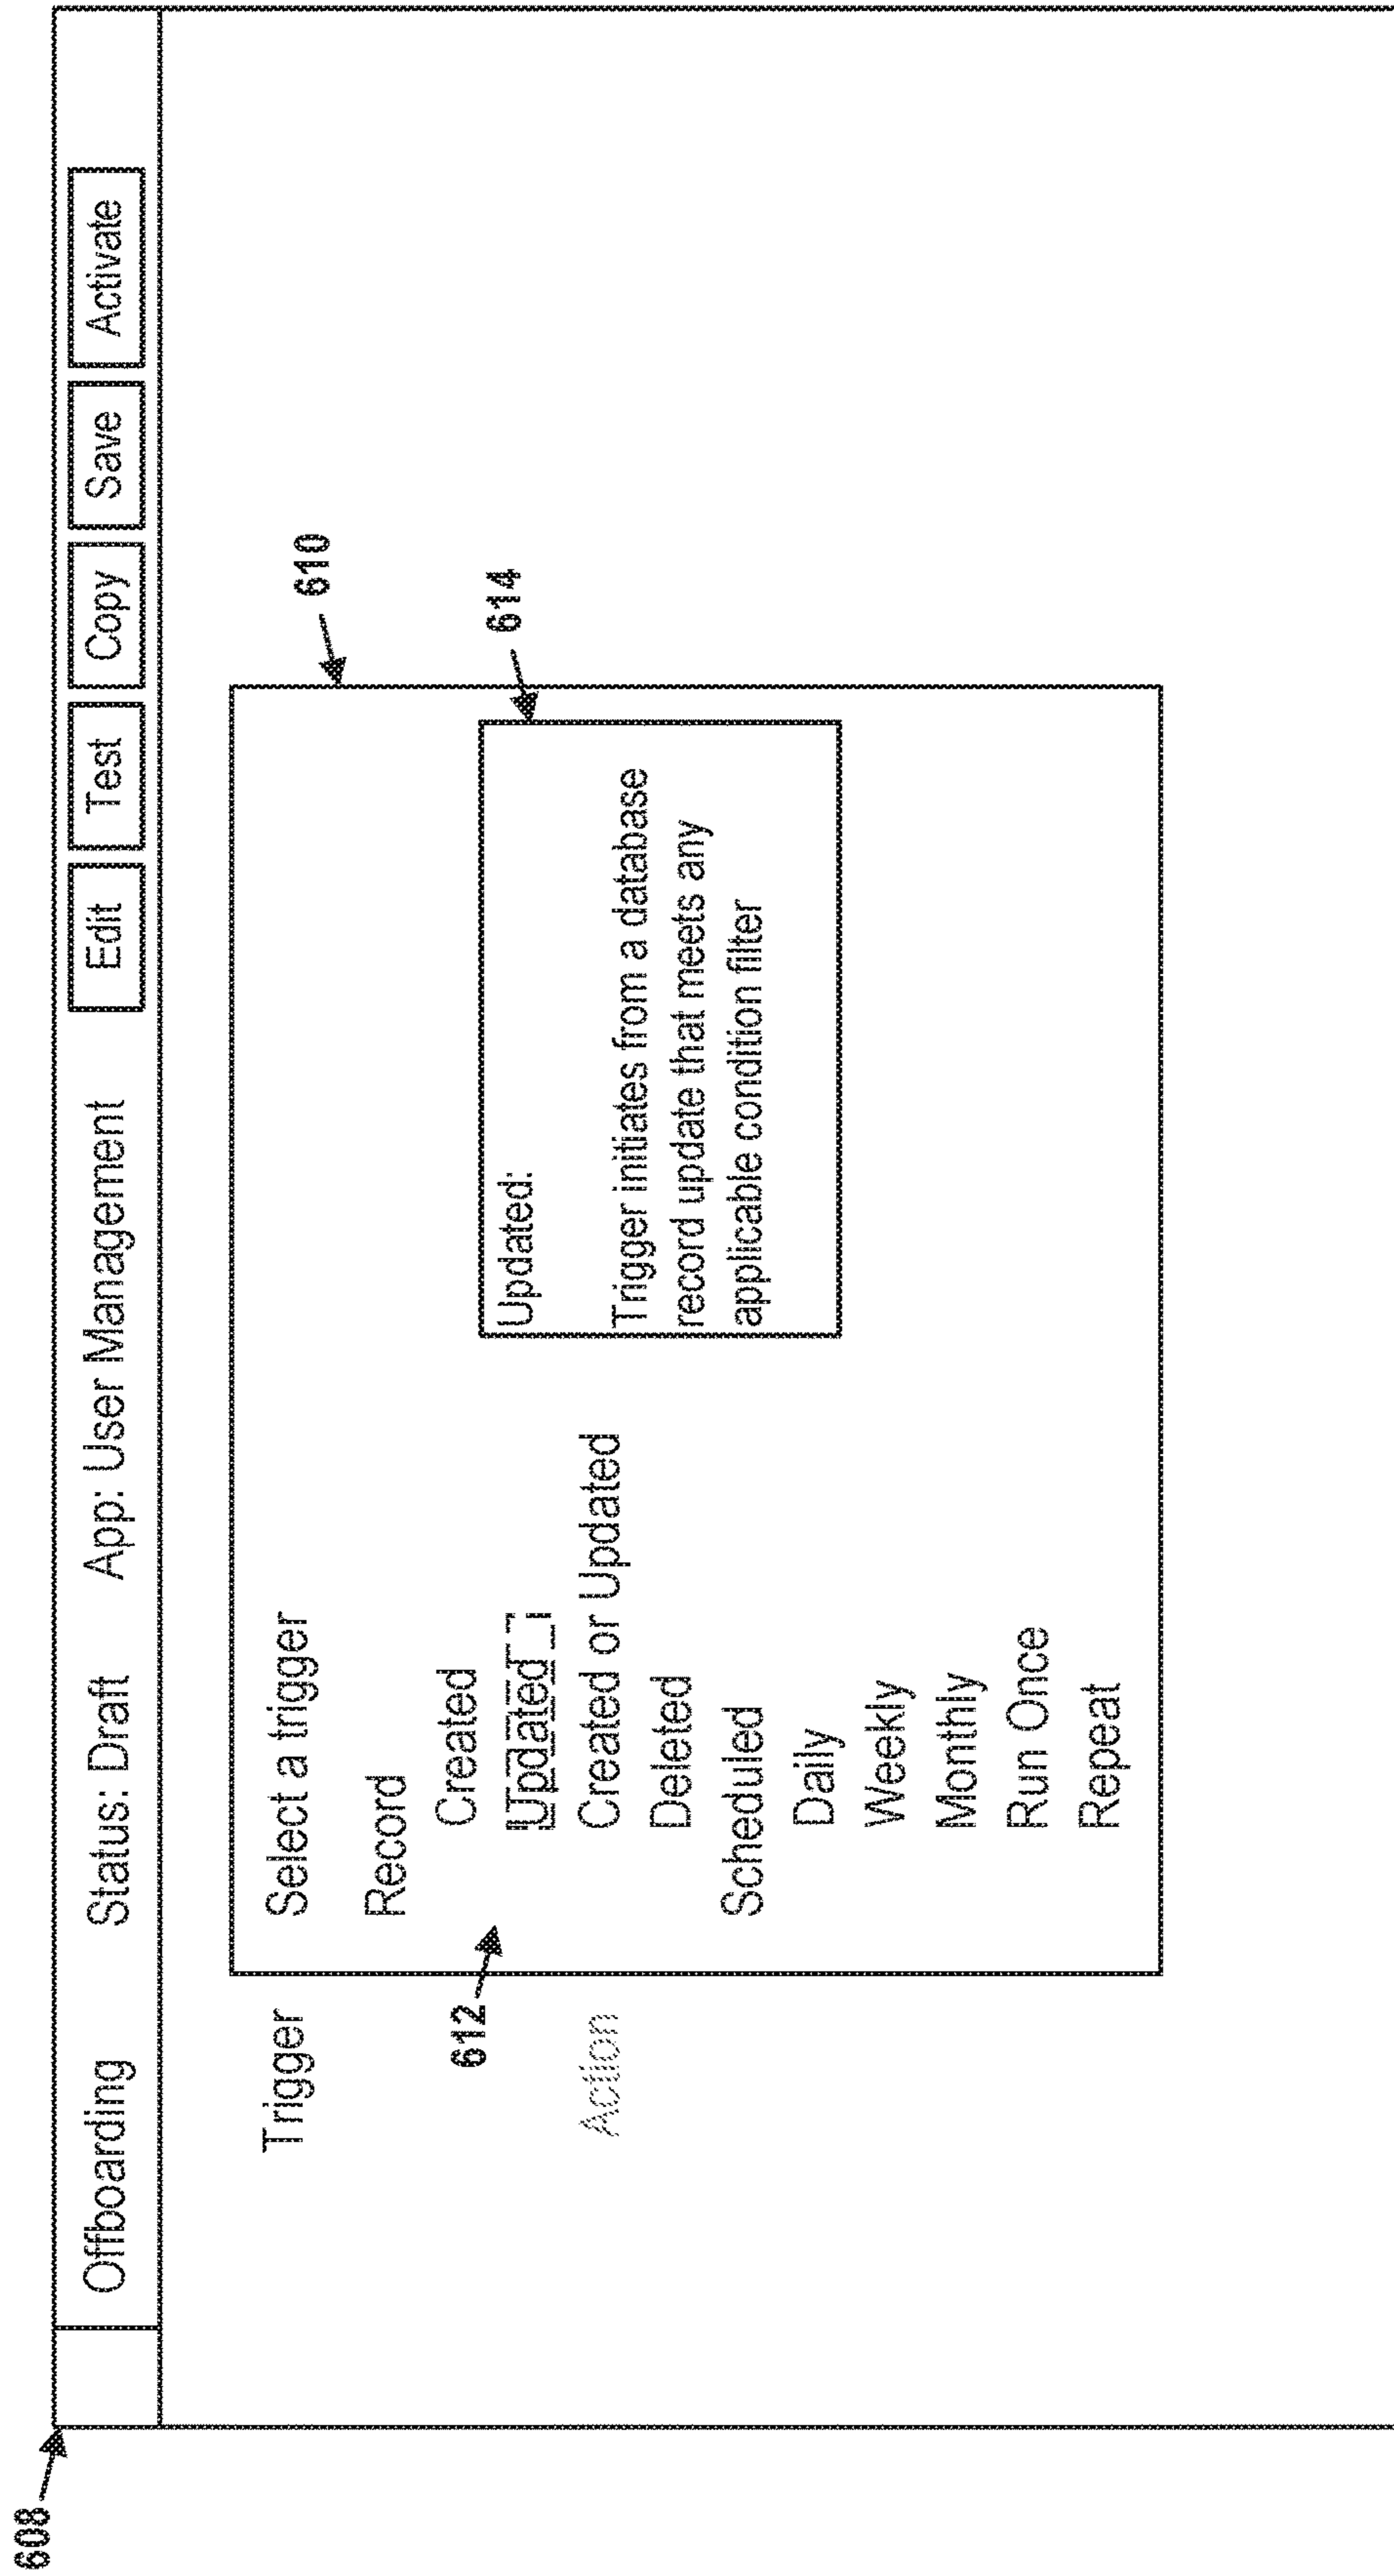 608
Offboarding Status: Draft App: User Management Edit Test Copy Save Activate
610
Trigger Select a trigger
Record
612
Created
614
Updated
Created or Updated
Action
Deleted
Scheduled
Daily
Weekly
Monthly
Run Once
Repeat
Updated:
Trigger initiates from a database
record update that meets any
applicable condition filter